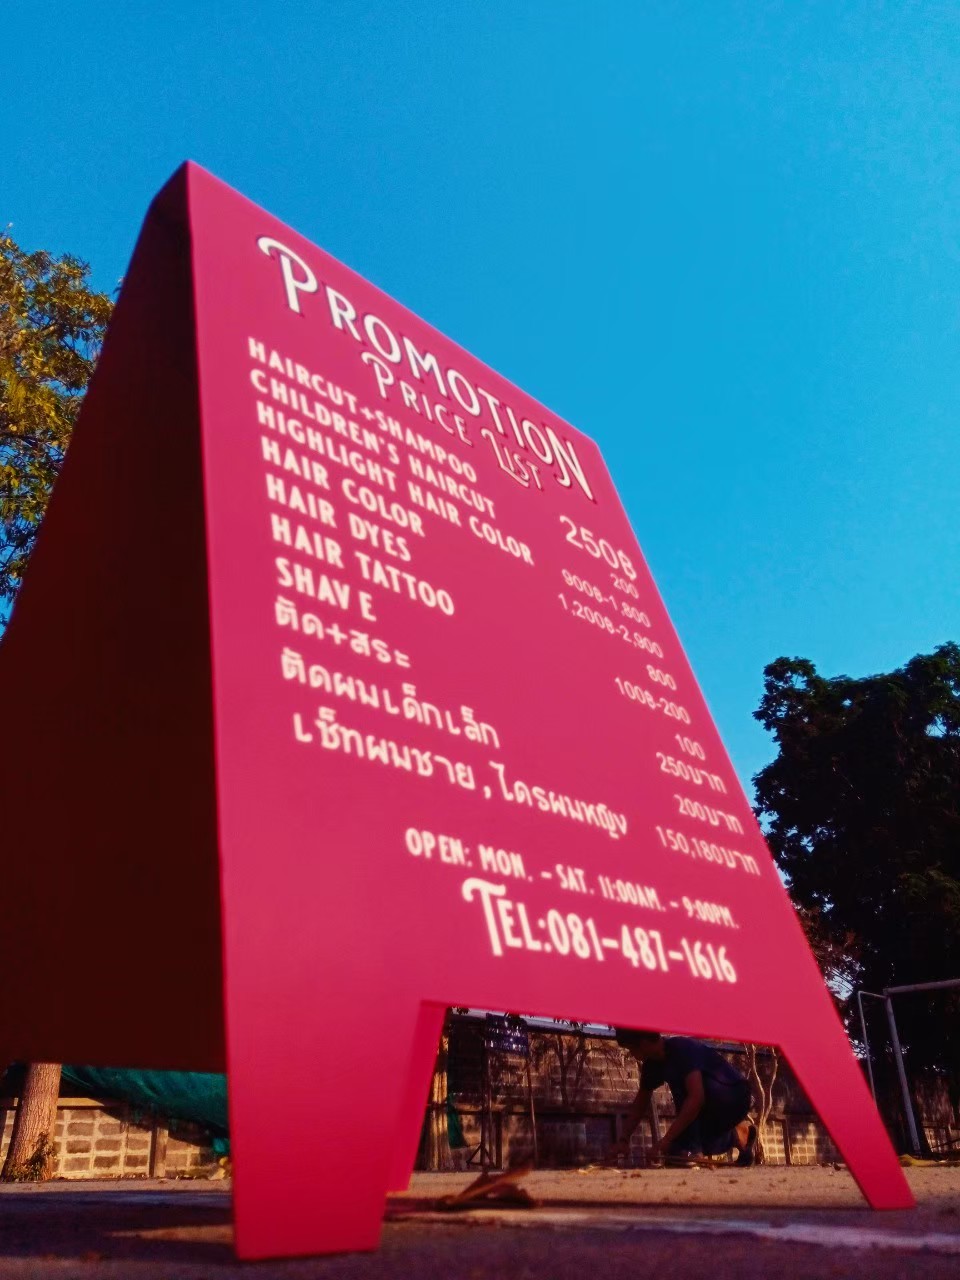 PROMOTION
PRICE LIST
HAIRCUT+SHAMPOO 250฿
CHILDREN'S HAIRCUT 200
HIGHLIGHT HAIR COLOR 900฿-1,800
HAIR COLOR 1,200฿-2,900
HAIR DYES 800
HAIR TATTOO 100฿-200
SHAVE 100
ตัด+สระ 250บาท
ตัดผมเด็กเล็ก 200บาท
เซ็ทผมชาย,ไดรผมหญิง 150,180บาท
OPEN: MON. - SAT. 11:00AM. - 9:00PM.
TEL:081-487-1616